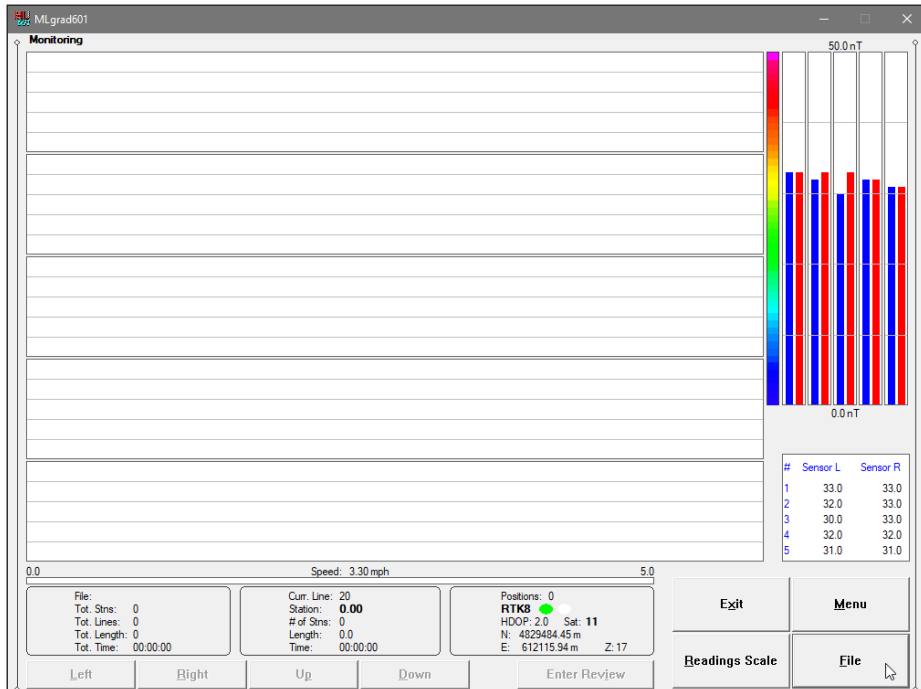 MLgrad601
Monitoring
50.0 nT
0.0 nT
# Sensor L Sensor R
1 33.0 33.0
2 32.0 33.0
3 30.0 33.0
4 32.0 32.0
5 31.0 31.0
0.0 Speed: 3.30 mph 5.0
File:
Tot. Stns: 0
Tot. Lines: 0
Tot. Length: 0
Tot. Time: 00:00:00
Curr. Line: 20
Station: 0.00
# of Stns: 0
Length: 0.0
Time: 00:00:00
Positions: 0
RTK8
HDOP: 2.0 Sat: 11
N: 4829484.45 m
E: 612115.94 m Z: 17
Exit
Menu
Readings Scale
File
Left
Right
Up
Down
Enter Review